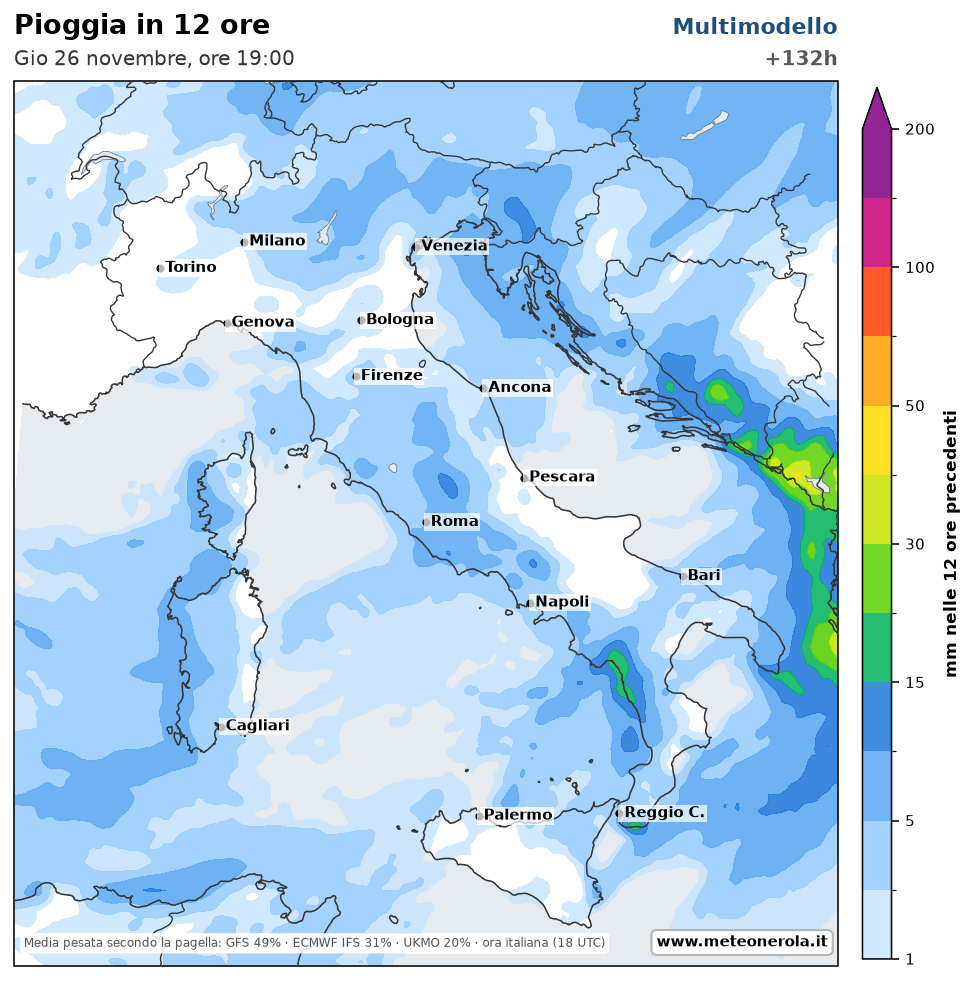 Pioggia in 12 ore
Multimodello
Gio 26 novembre, ore 19:00
+132h
Milano
Venezia
Torino
Genova
Bologna
Firenze
Ancona
Pescara
Roma
Bari
Napoli
Cagliari
Palermo
Reggio C.
200
100
50
30
15
5
1
mm nelle 12 ore precedenti
Media pesata secondo la pagella: GFS 49% · ECMWF IFS 31% · UKMO 20% · ora italiana (18 UTC)
www.meteonerola.it